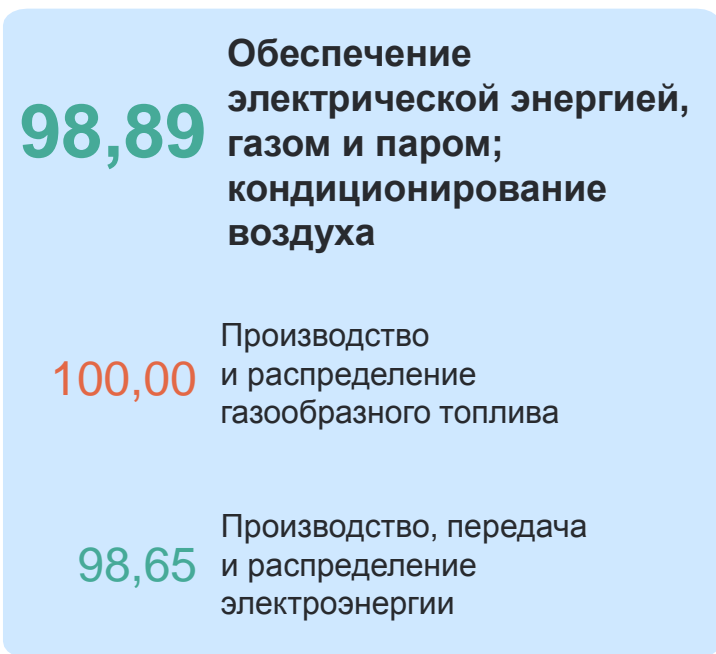 98,89
Обеспечение
электрической энергией,
газом и паром;
кондиционирование
воздуха
100,00
Производство
и распределение
газообразного топлива
98,65
Производство, передача
и распределение
электроэнергии